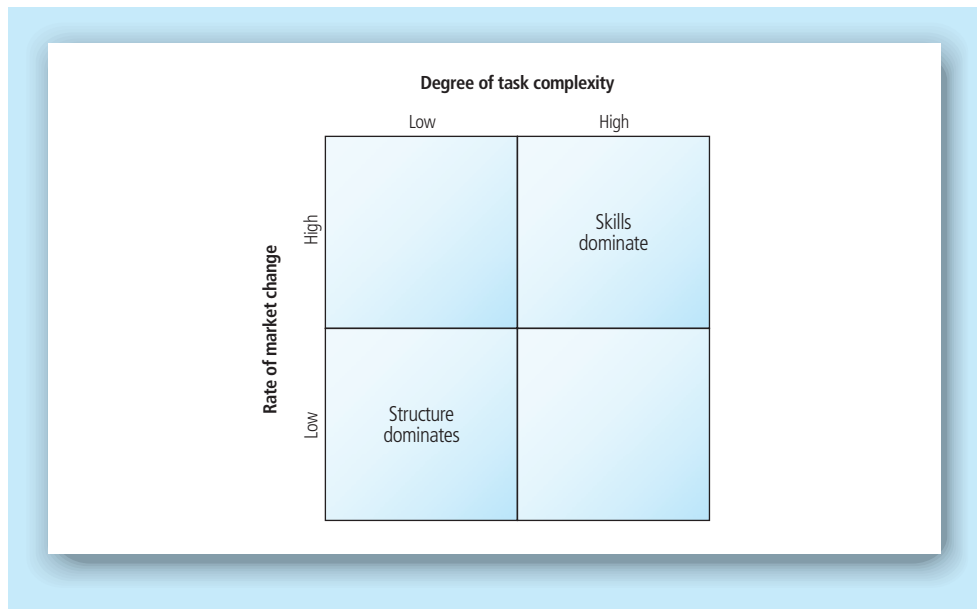 Degree of task complexity
Low
High
High
Skills
dominate
Rate of market change
Low
Structure
dominates